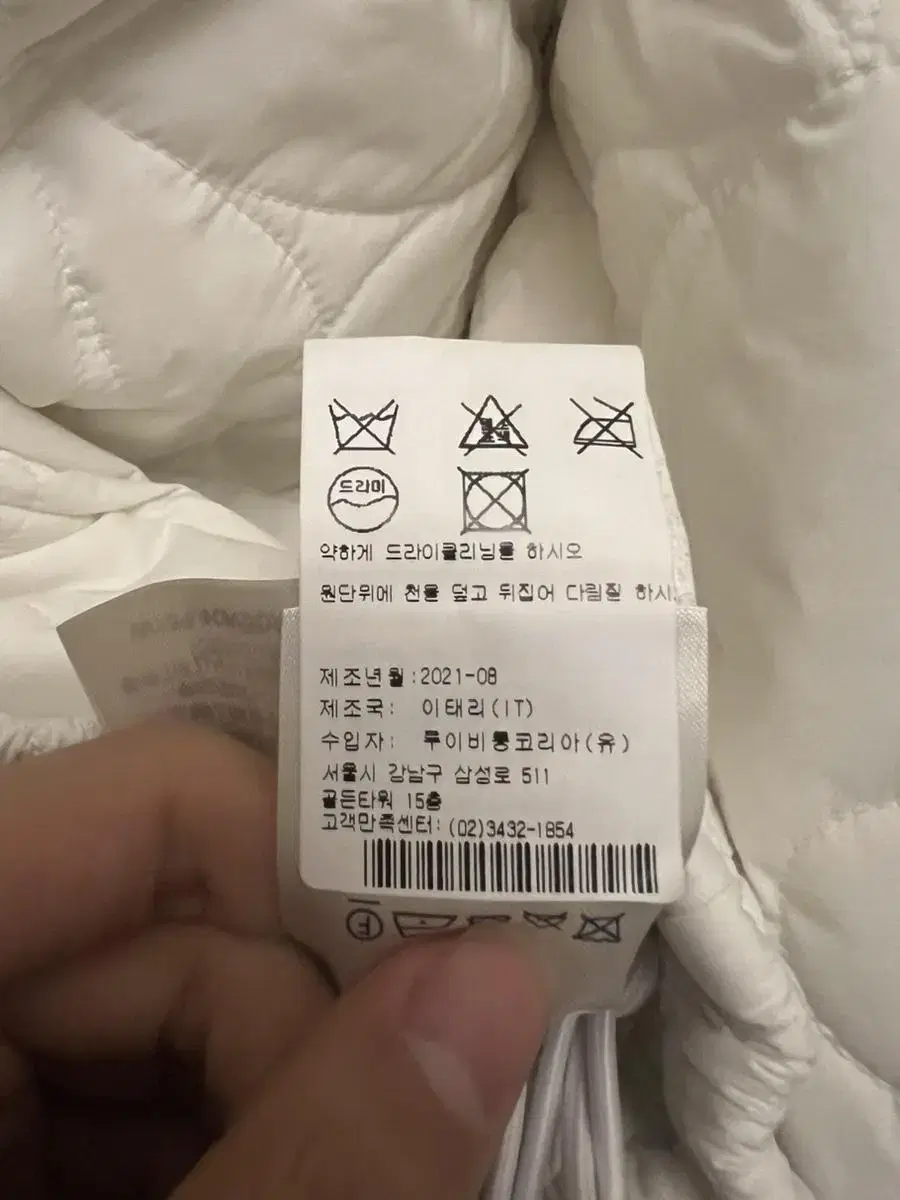 드라이
약하게 드라이클리닝을 하시오
원단위에 천을 덮고 뒤집어 다림질 하시
제조년월:2021-08
제조국: 이태리(IT)
수입자: 루이비통코리아(유)
서울시 강남구 삼성로 511
골든타워 15층
고객만족센터: (02)3432-1854
F